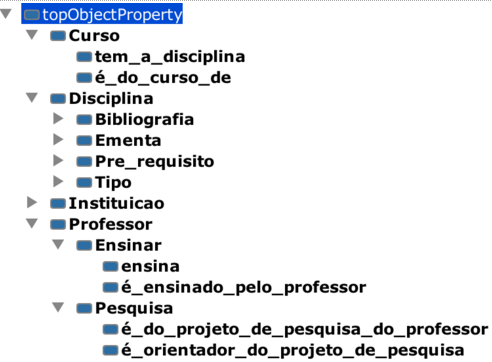 topObjectProperty
Curso
tem_a_disciplina
é_do_curso_de
Disciplina
Bibliografia
Ementa
Pre_requisito
Tipo
Instituicao
Professor
Ensinar
ensina
é_ensinado_pelo_professor
Pesquisa
é_do_projeto_de_pesquisa_do_professor
é_orientador_do_projeto_de_pesquisa